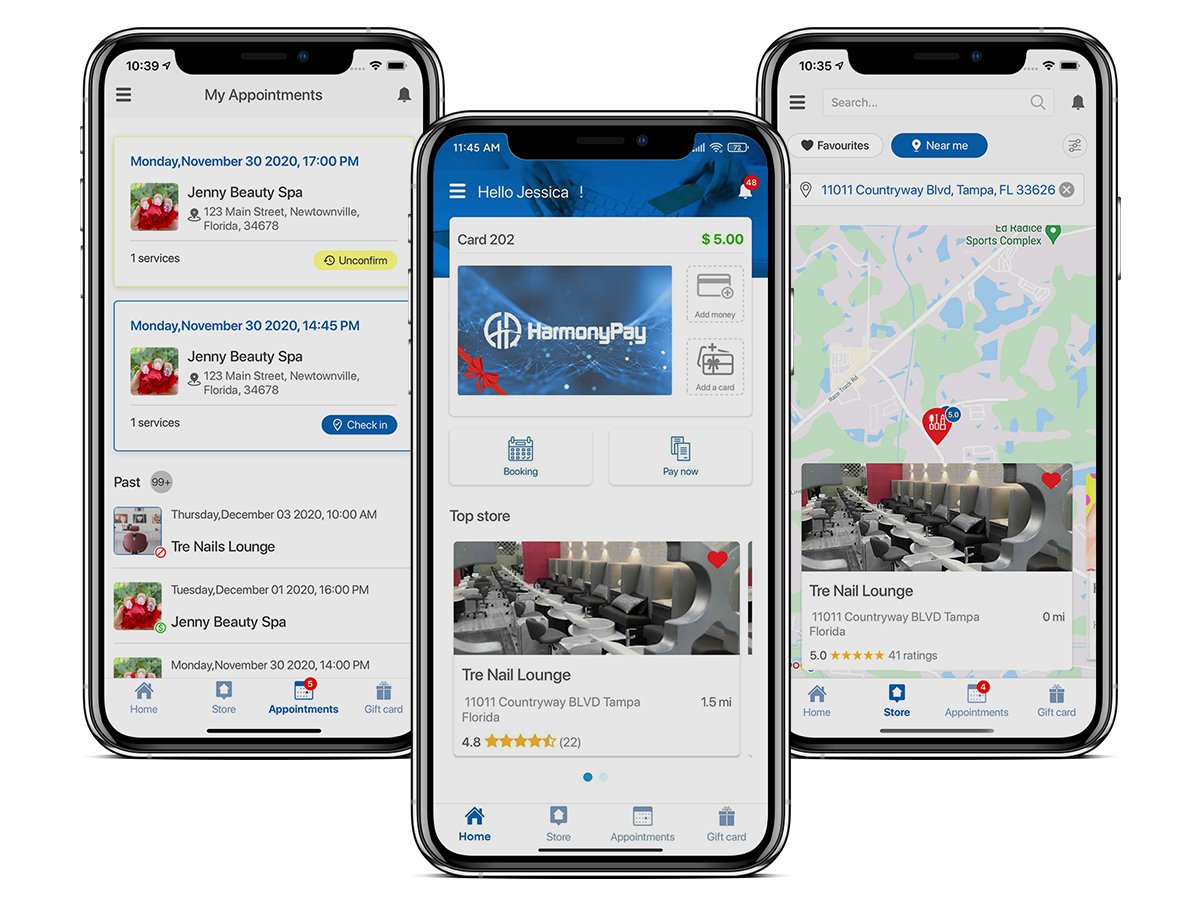 10:39
My Appointments
Monday,November 30 2020, 17:00 PM
Jenny Beauty Spa
123 Main Street, Newtownville,
Florida, 34678
1 services
Unconfirm
Monday,November 30 2020, 14:45 PM
Jenny Beauty Spa
123 Main Street, Newtownville,
Florida, 34678
1 services
Check in
Past 99+
Thursday,December 03 2020, 10:00 AM
Tre Nails Lounge
Tuesday,December 01 2020, 16:00 PM
Jenny Beauty Spa
Monday,November 30 2020, 14:00 PM
5
Home
Store
Appointments
Gift card
11:45 AM
72
Hello Jessica !
48
Card 202
$ 5.00
HarmonyPay
Add money
Add a card
Booking
Pay now
Top store
Tre Nail Lounge
11011 Countryway BLVD Tampa
Florida
1.5 mi
4.8
(22)
Home
Store
Appointments
Gift card
10:35
Search...
Favourites
Near me
11011 Countryway Blvd, Tampa, FL 33626
Ed Radice
Sports Complex
Race Track Rd
5.0
Tre Nail Lounge
11011 Countryway BLVD Tampa
Florida
0 mi
5.0
41 ratings
4
Home
Store
Appointments
Gift card